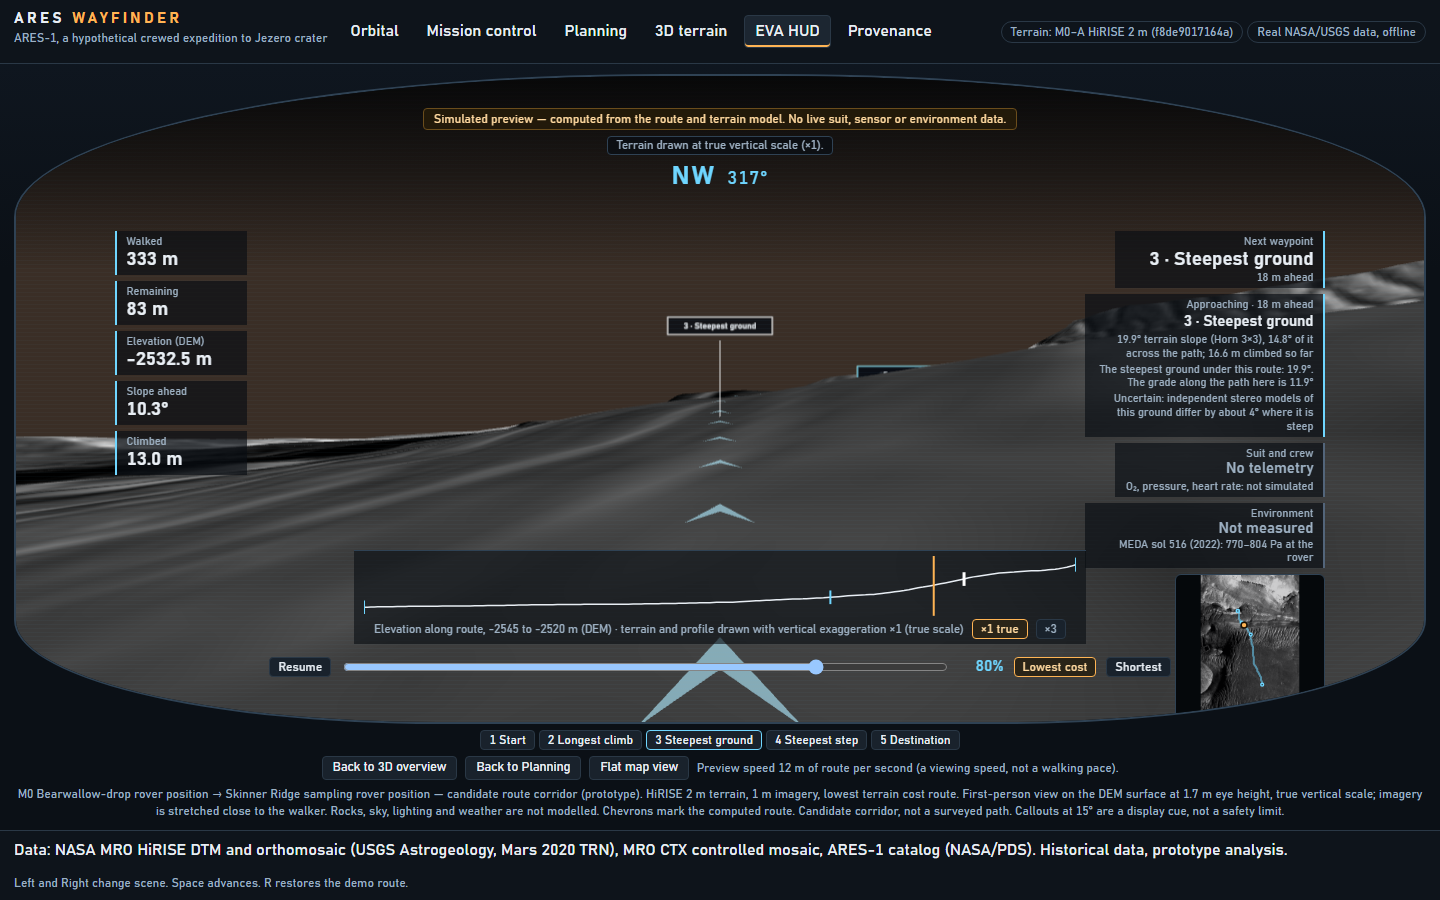 ARES WAYFINDER
ARES-1, a hypothetical crewed expedition to Jezero crater
Orbital
Mission control
Planning
3D terrain
EVA HUD
Provenance
Terrain: M0-A HiRISE 2 m (f8de9017164a)
Real NASA/USGS data, offline
Simulated preview — computed from the route and terrain model. No live suit, sensor or environment data.
Terrain drawn at true vertical scale (×1).
NW 317°
Walked
333 m
Remaining
83 m
Elevation (DEM)
-2532.5 m
Slope ahead
10.3°
Climbed
13.0 m
3 · Steepest ground
Next waypoint
3 · Steepest ground
18 m ahead
Approaching · 18 m ahead
3 · Steepest ground
19.9° terrain slope (Horn 3×3), 14.8° of it
across the path; 16.6 m climbed so far
The steepest ground under this route: 19.9°.
The grade along the path here is 11.9°
Uncertain: independent stereo models of
this ground differ by about 4° where it is
steep
Suit and crew
No telemetry
O₂, pressure, heart rate: not simulated
Environment
Not measured
MEDA sol 516 (2022): 770–804 Pa at the
rover
Elevation along route, -2545 to -2520 m (DEM) · terrain and profile drawn with vertical exaggeration ×1 (true scale)
×1 true
×3
Resume
80%
Lowest cost
Shortest
1 Start
2 Longest climb
3 Steepest ground
4 Steepest step
5 Destination
Back to 3D overview
Back to Planning
Flat map view
Preview speed 12 m of route per second (a viewing speed, not a walking pace).
M0 Bearwallow-drop rover position → Skinner Ridge sampling rover position — candidate route corridor (prototype). HiRISE 2 m terrain, 1 m imagery, lowest terrain cost route. First-person view on the DEM surface at 1.7 m eye height, true vertical scale; imagery
is stretched close to the walker. Rocks, sky, lighting and weather are not modelled. Chevrons mark the computed route. Candidate corridor, not a surveyed path. Callouts at 15° are a display cue, not a safety limit.
Data: NASA MRO HiRISE DTM and orthomosaic (USGS Astrogeology, Mars 2020 TRN), MRO CTX controlled mosaic, ARES-1 catalog (NASA/PDS). Historical data, prototype analysis.
Left and Right change scene. Space advances. R restores the demo route.